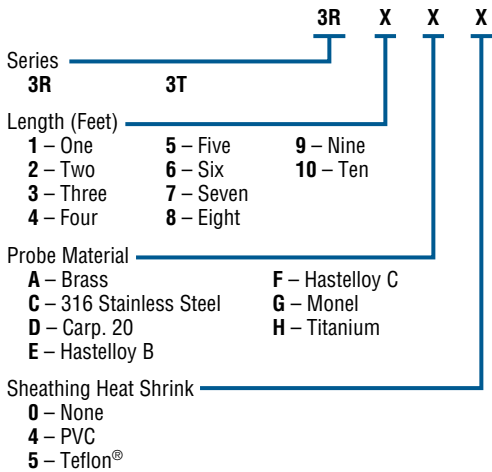 3R X X X
Series
3R 3T
Length (Feet)
1 – One 5 – Five 9 – Nine
2 – Two 6 – Six 10 – Ten
3 – Three 7 – Seven
4 – Four 8 – Eight
Probe Material
A – Brass F – Hastelloy C
C – 316 Stainless Steel G – Monel
D – Carp. 20 H – Titanium
E – Hastelloy B
Sheathing Heat Shrink
0 – None
4 – PVC
5 – Teflon®